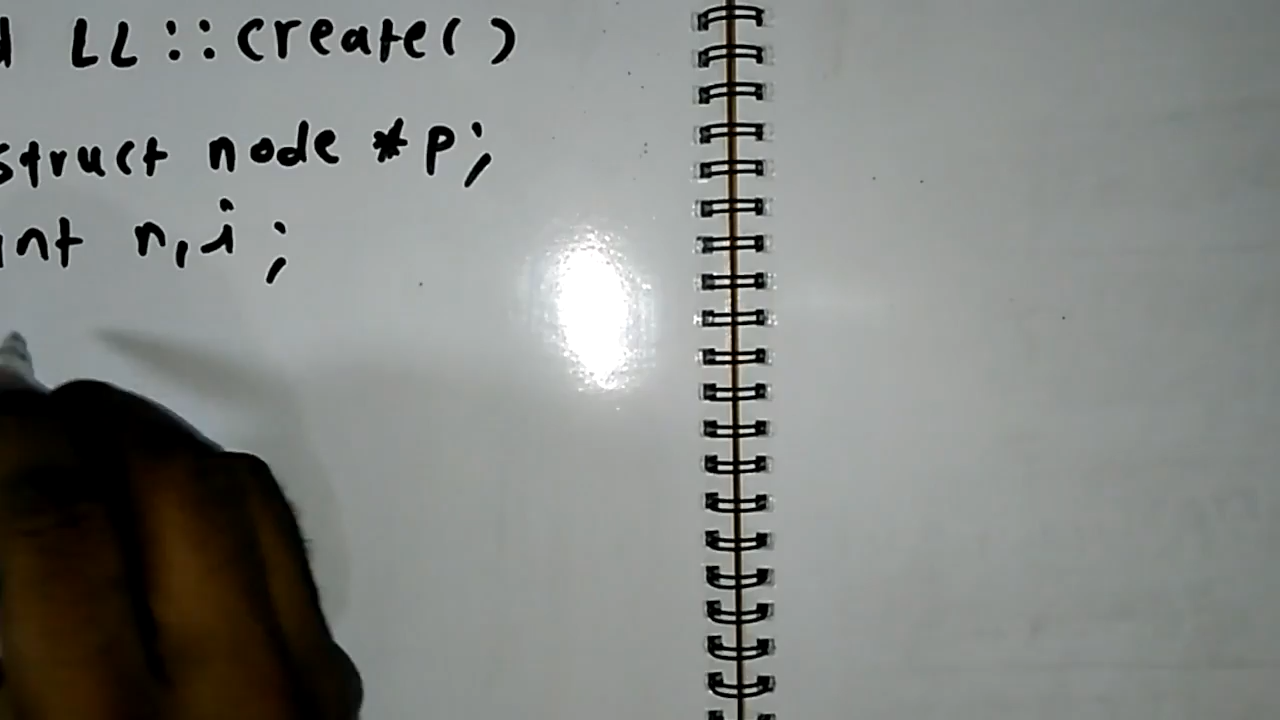 LL::create()
struct node *p;
int n,i;